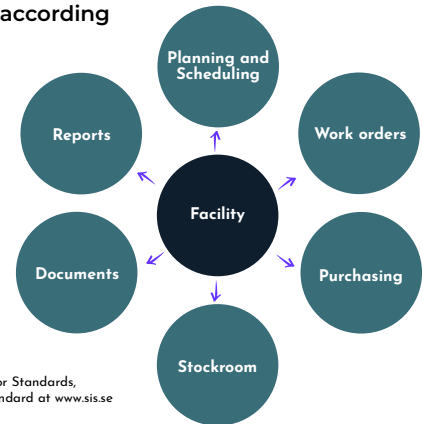 according
Planning and
Scheduling
Reports
Work orders
Facility
Documents
Purchasing
Stockroom
or Standards,
ndard at www.sis.se